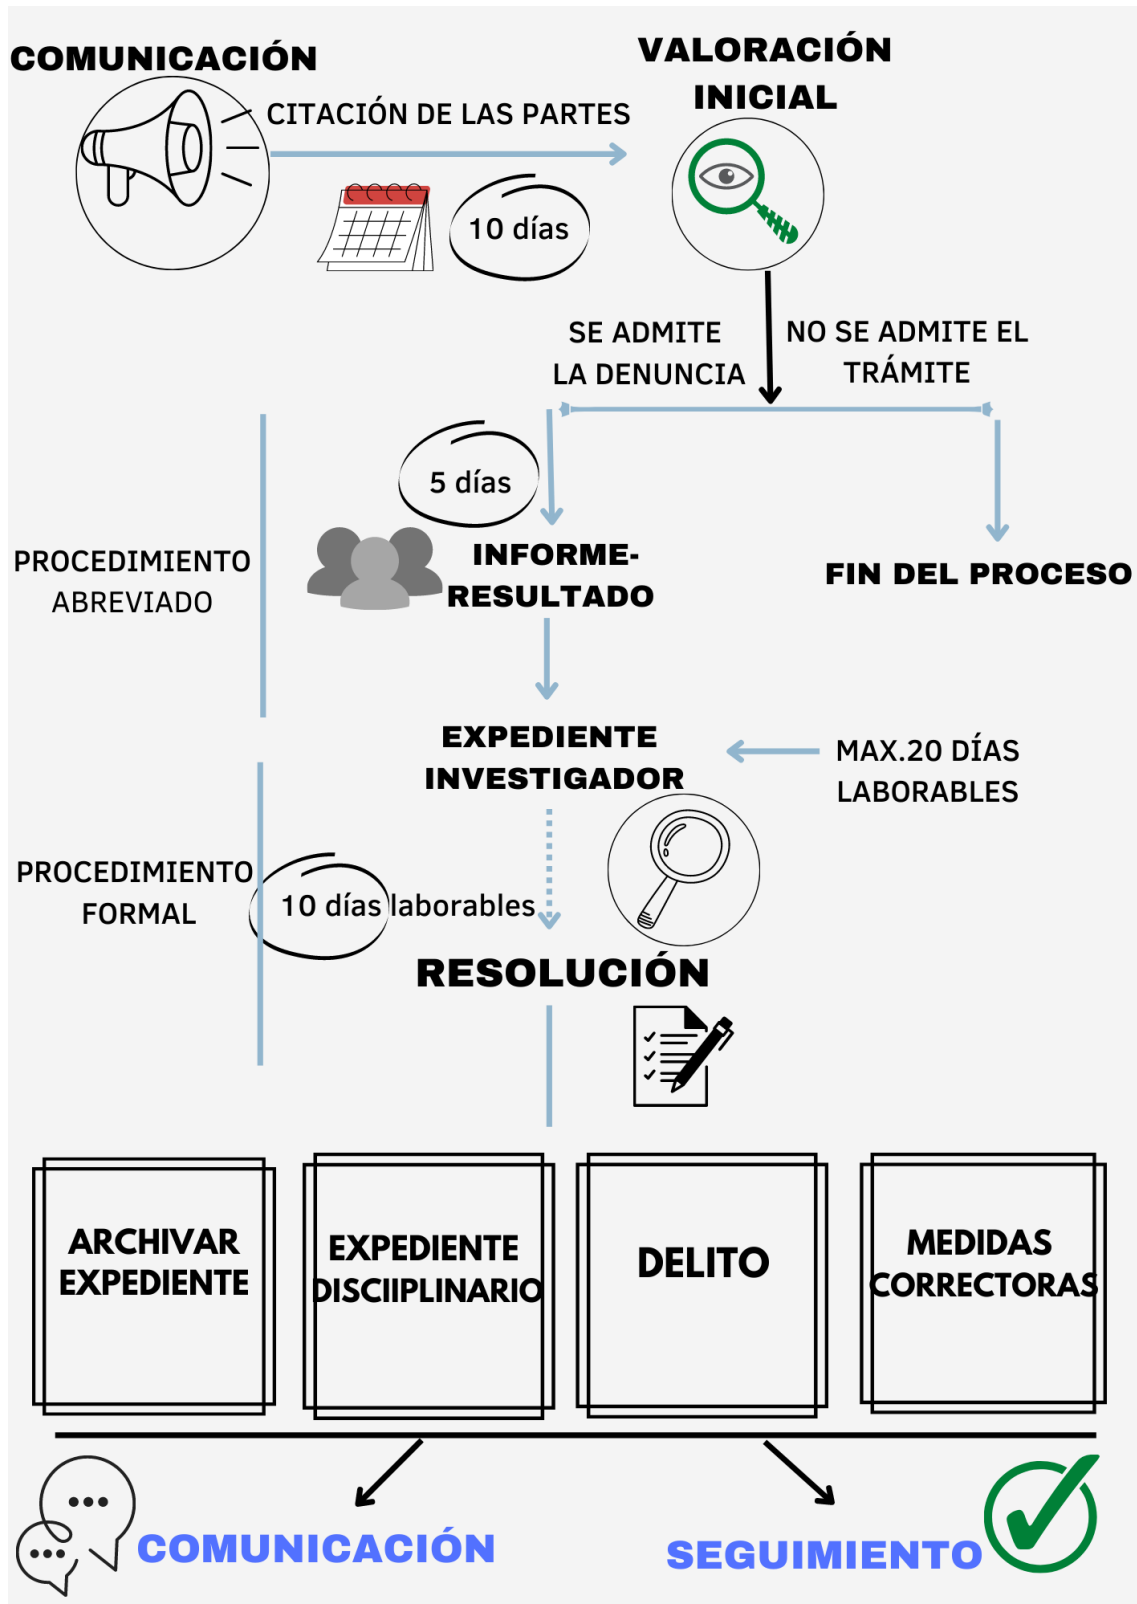 COMUNICACIÓN
VALORACIÓN
INICIAL
CITACIÓN DE LAS PARTES
10 días
SE ADMITE
LA DENUNCIA
NO SE ADMITE EL
TRÁMITE
5 días
PROCEDIMIENTO
ABREVIADO
INFORME-
RESULTADO
FIN DEL PROCESO
EXPEDIENTE
INVESTIGADOR
MAX.20 DÍAS
LABORABLES
PROCEDIMIENTO
FORMAL
10 días laborables
RESOLUCIÓN
ARCHIVAR
EXPEDIENTE
EXPEDIENTE
DISCIIPLINARIO
DELITO
MEDIDAS
CORRECTORAS
COMUNICACIÓN
SEGUIMIENTO